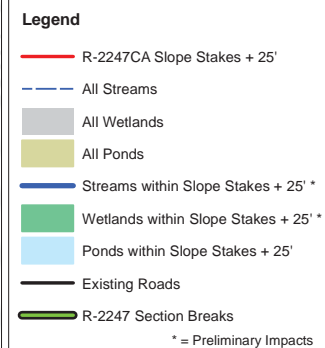 Legend
R-2247CA Slope Stakes + 25'
All Streams
All Wetlands
All Ponds
Streams within Slope Stakes + 25' *
Wetlands within Slope Stakes + 25' *
Ponds within Slope Stakes + 25'
Existing Roads
R-2247 Section Breaks
* = Preliminary Impacts